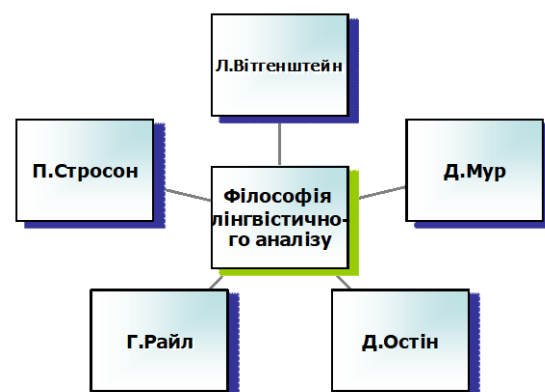 Л.Вітгенштейн
П.Стросон
Д.Мур
Філософія
лінгвістично-
го аналізу
Г.Райл
Д.Остін